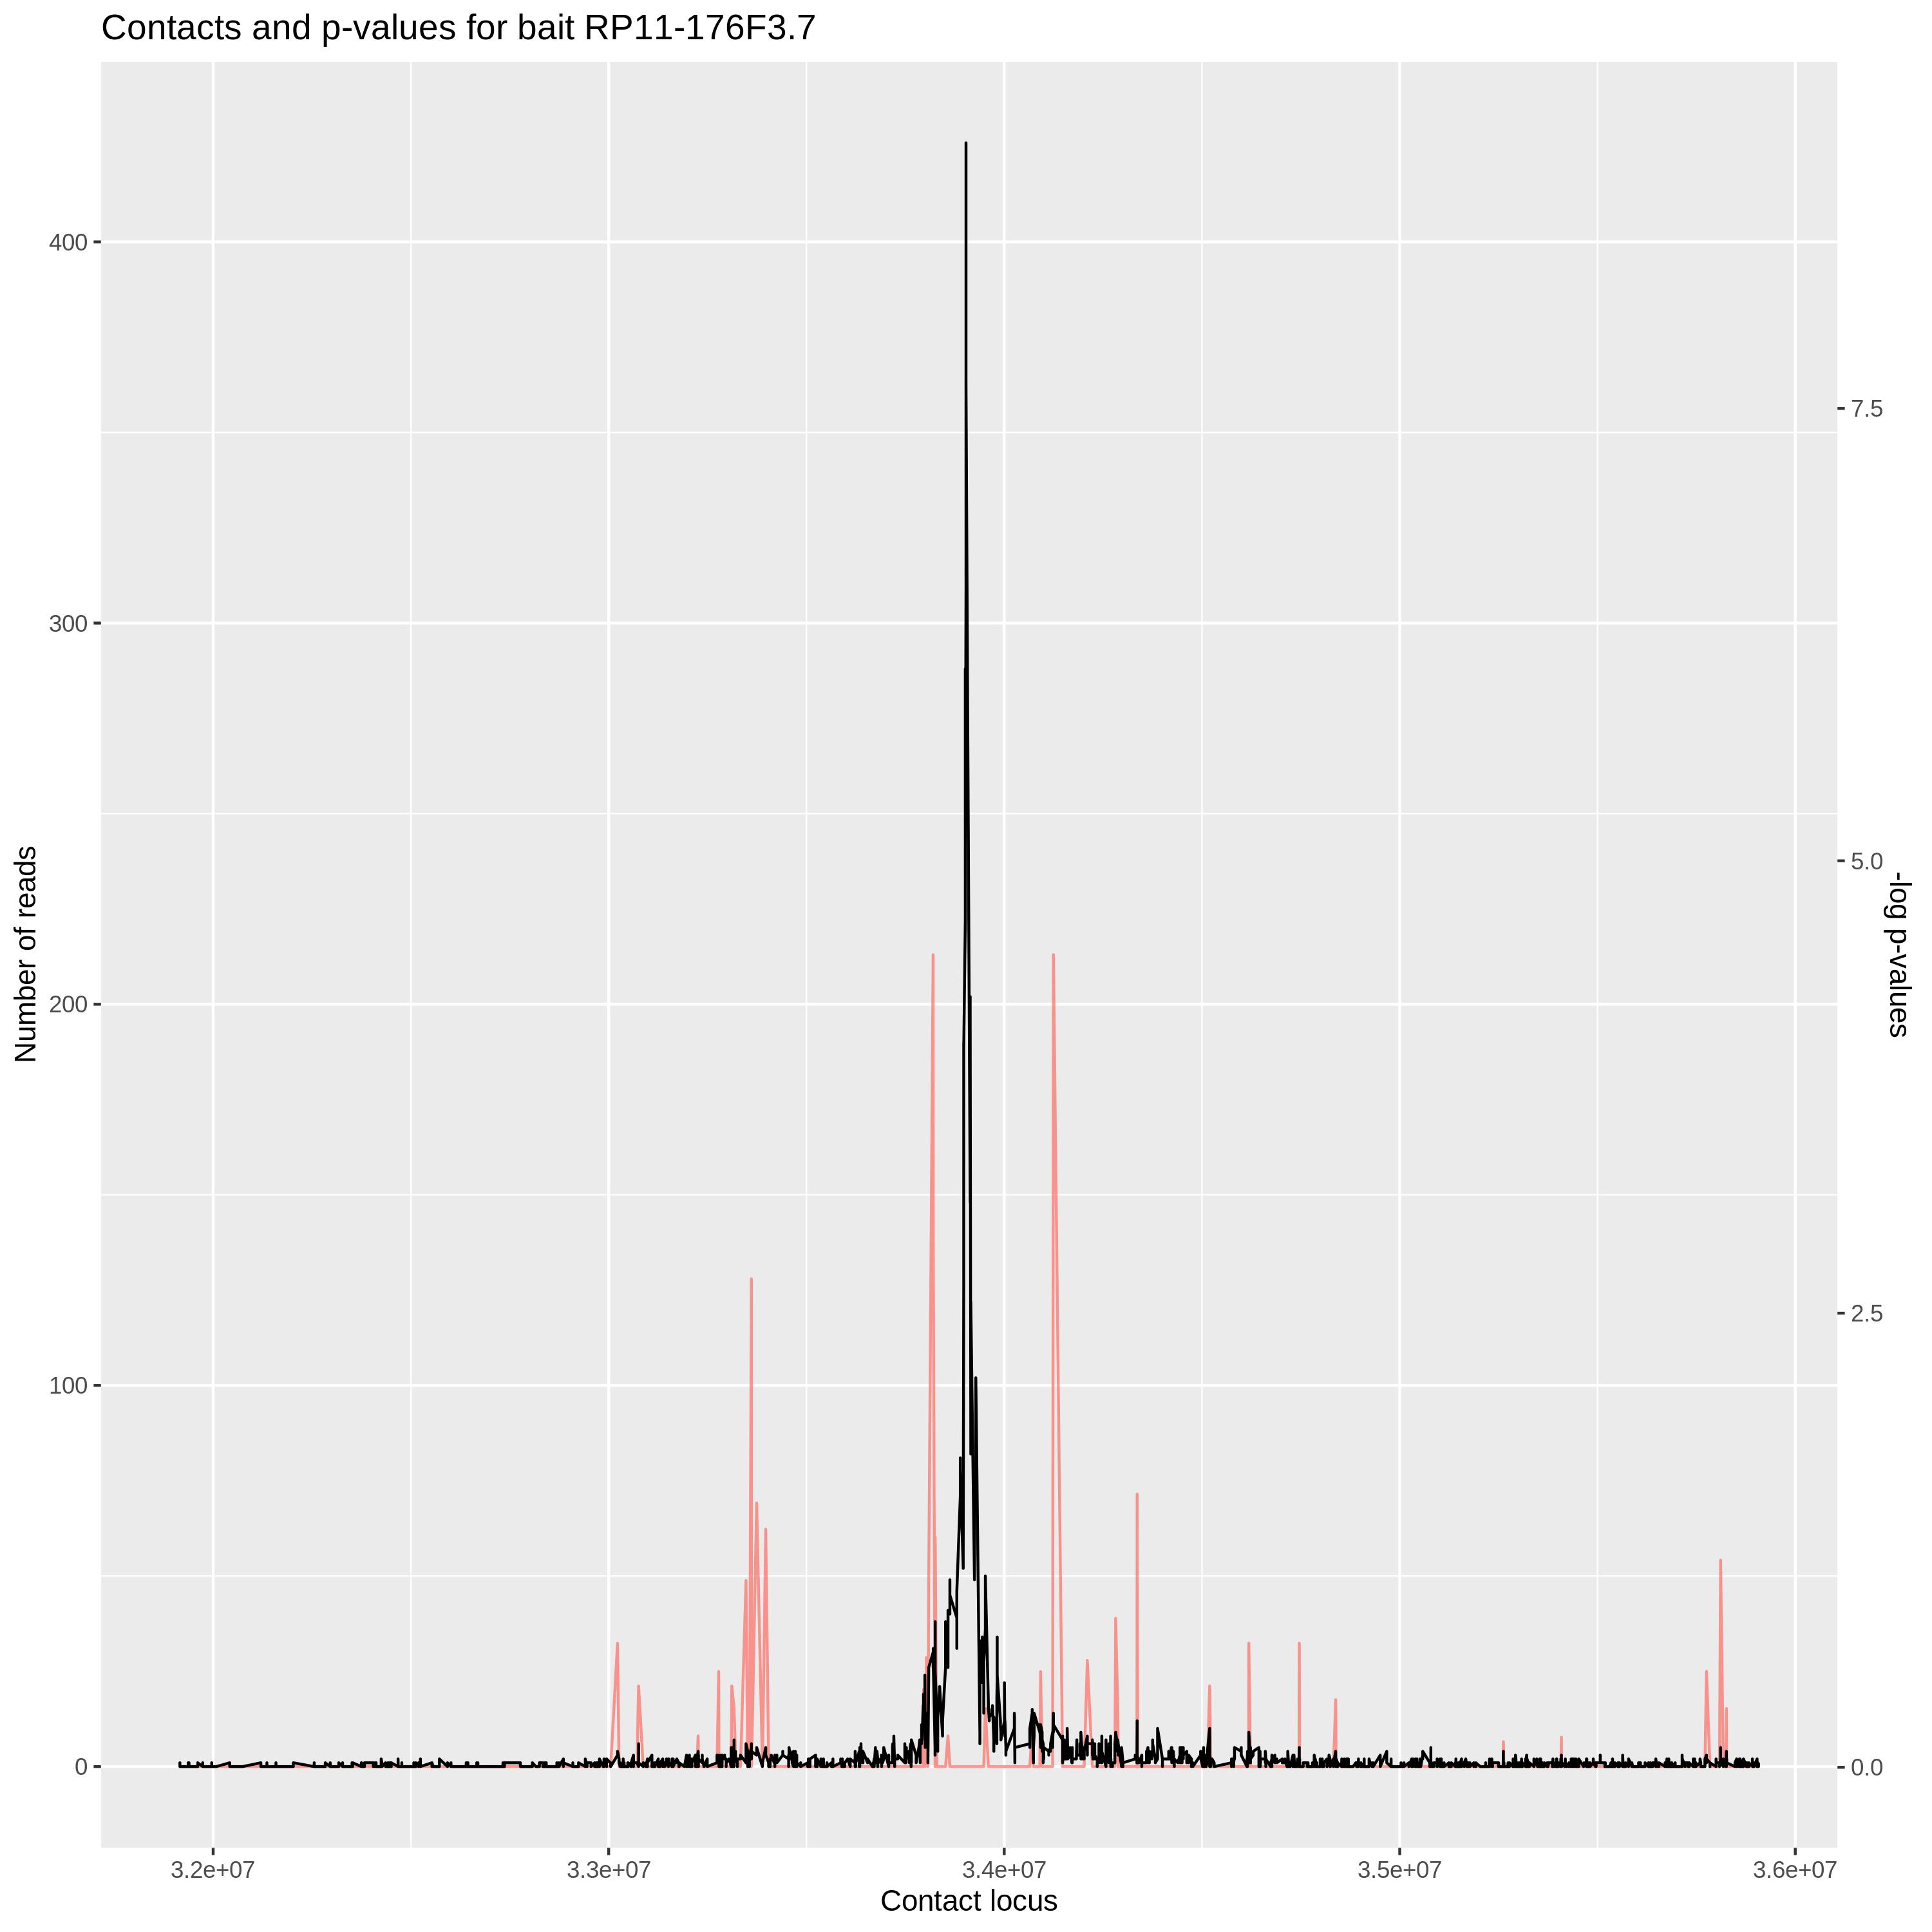 Contacts and p-values for bait RP11-176F3.7
400
300
200
100
0
Number of reads
7.5
5.0
2.5
0.0
-log p-values
3.2e+07 3.3e+07 3.4e+07 3.5e+07 3.6e+07
Contact locus